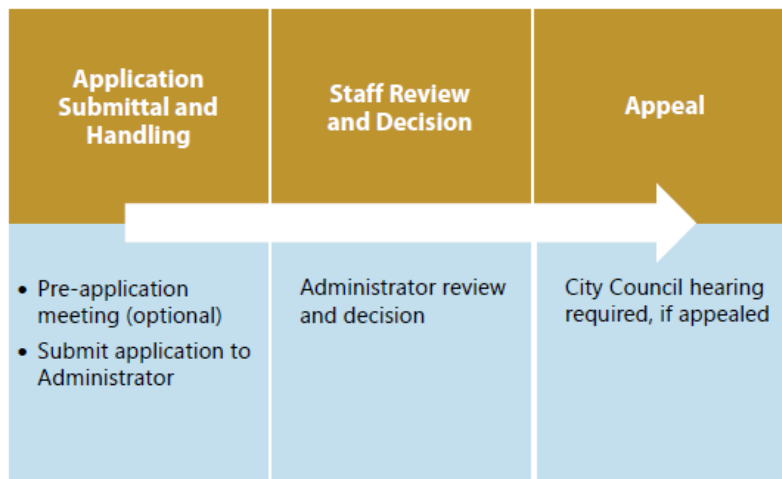 Application
Submittal and
Handling
Staff Review
and Decision
Appeal
• Pre-application
meeting (optional)
• Submit application to
Administrator
Administrator review
and decision
City Council hearing
required, if appealed